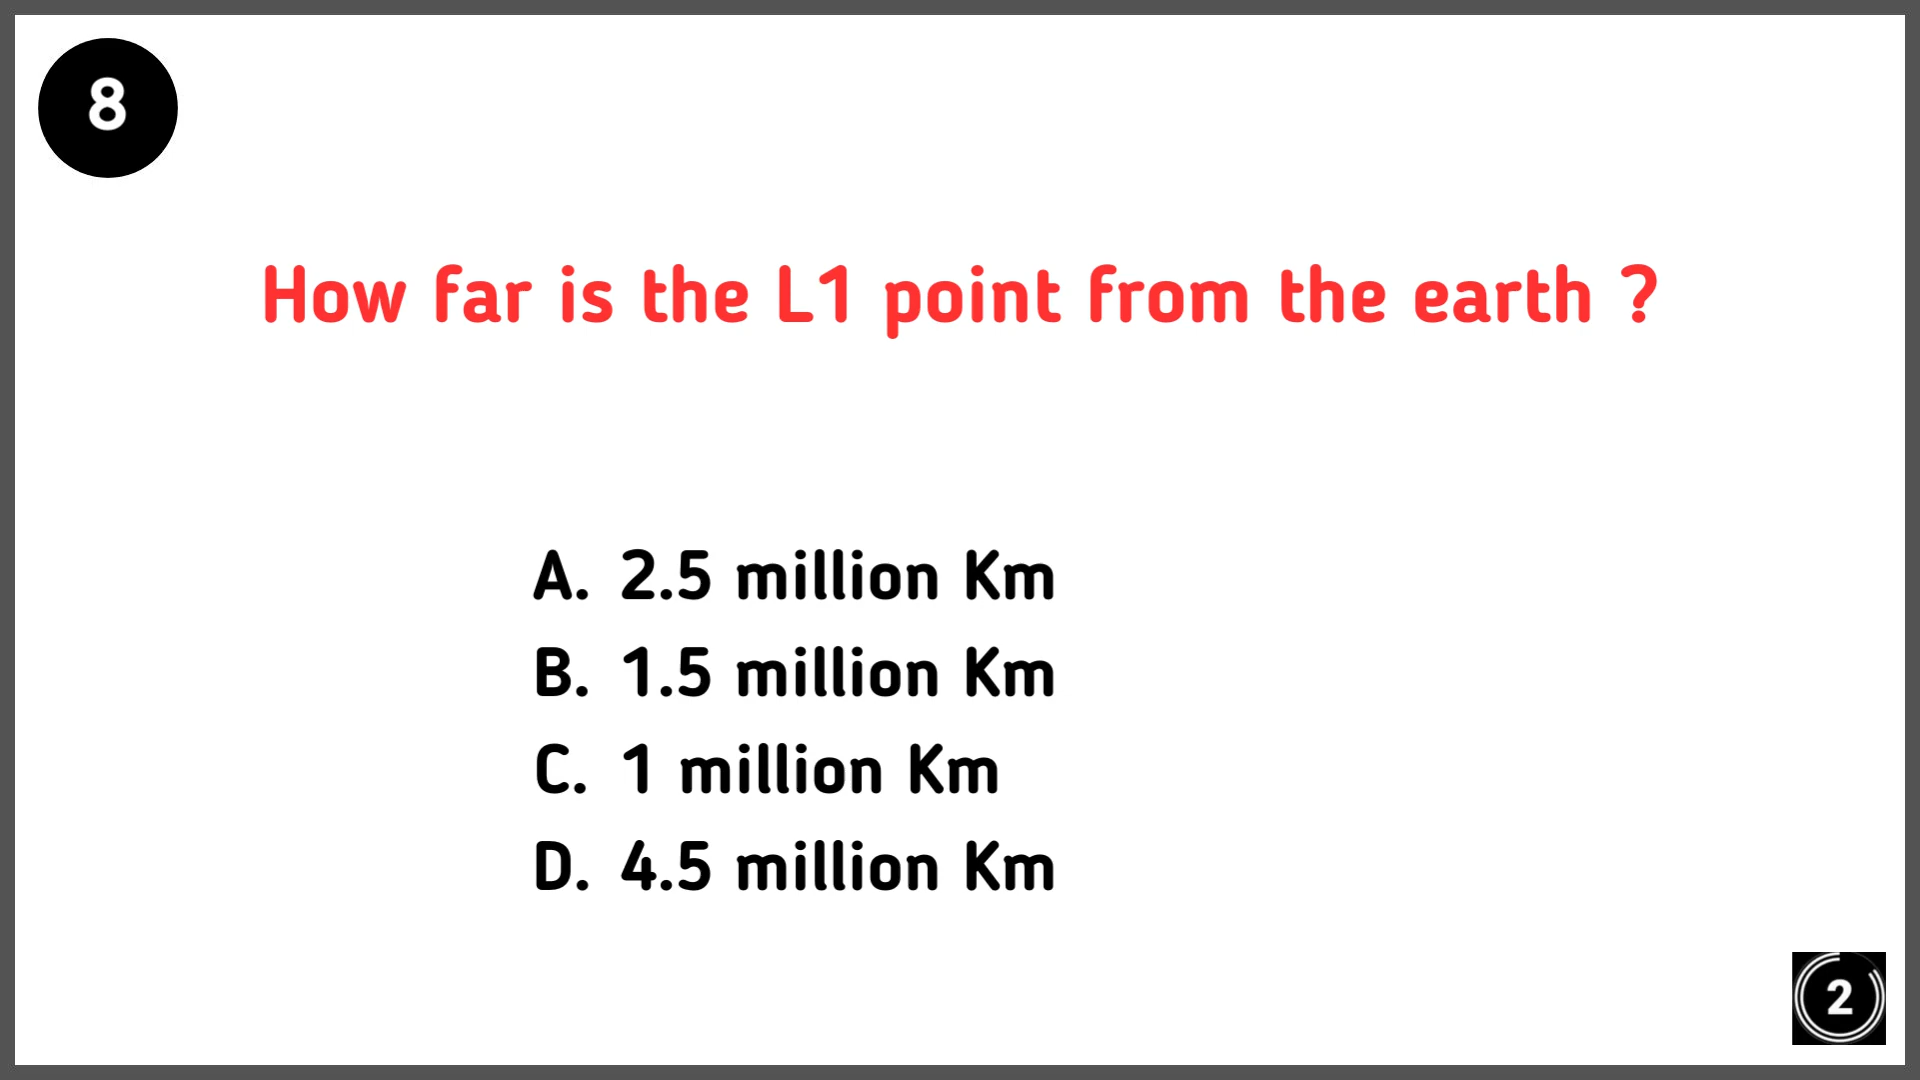 8
How far is the L1 point from the earth ?
A. 2.5 million Km
B. 1.5 million Km
C. 1 million Km
D. 4.5 million Km
2